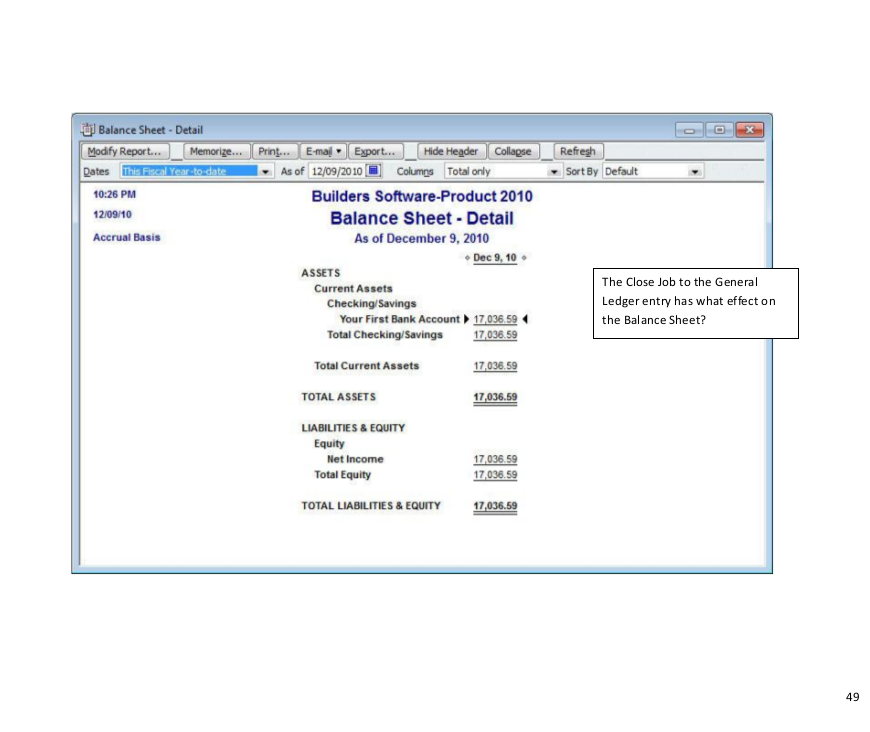 Balance Sheet - Detail
Modify Report... Memorize... Print... E-mail Export... Hide Header Collapse Refresh
Dates This Fiscal Year-to-date As of 12/09/2010 Columns Total only Sort By Default
10:26 PM
12/09/10
Accrual Basis
Builders Software-Product 2010
Balance Sheet - Detail
As of December 9, 2010
Dec 9, 10
ASSETS
Current Assets
Checking/Savings
Your First Bank Account 17,036.59
Total Checking/Savings 17,036.59
Total Current Assets 17,036.59
TOTAL ASSETS 17,036.59
LIABILITIES & EQUITY
Equity
Net Income 17,036.59
Total Equity 17,036.59
TOTAL LIABILITIES & EQUITY 17,036.59
The Close Job to the General
Ledger entry has what effect on
the Balance Sheet?
49